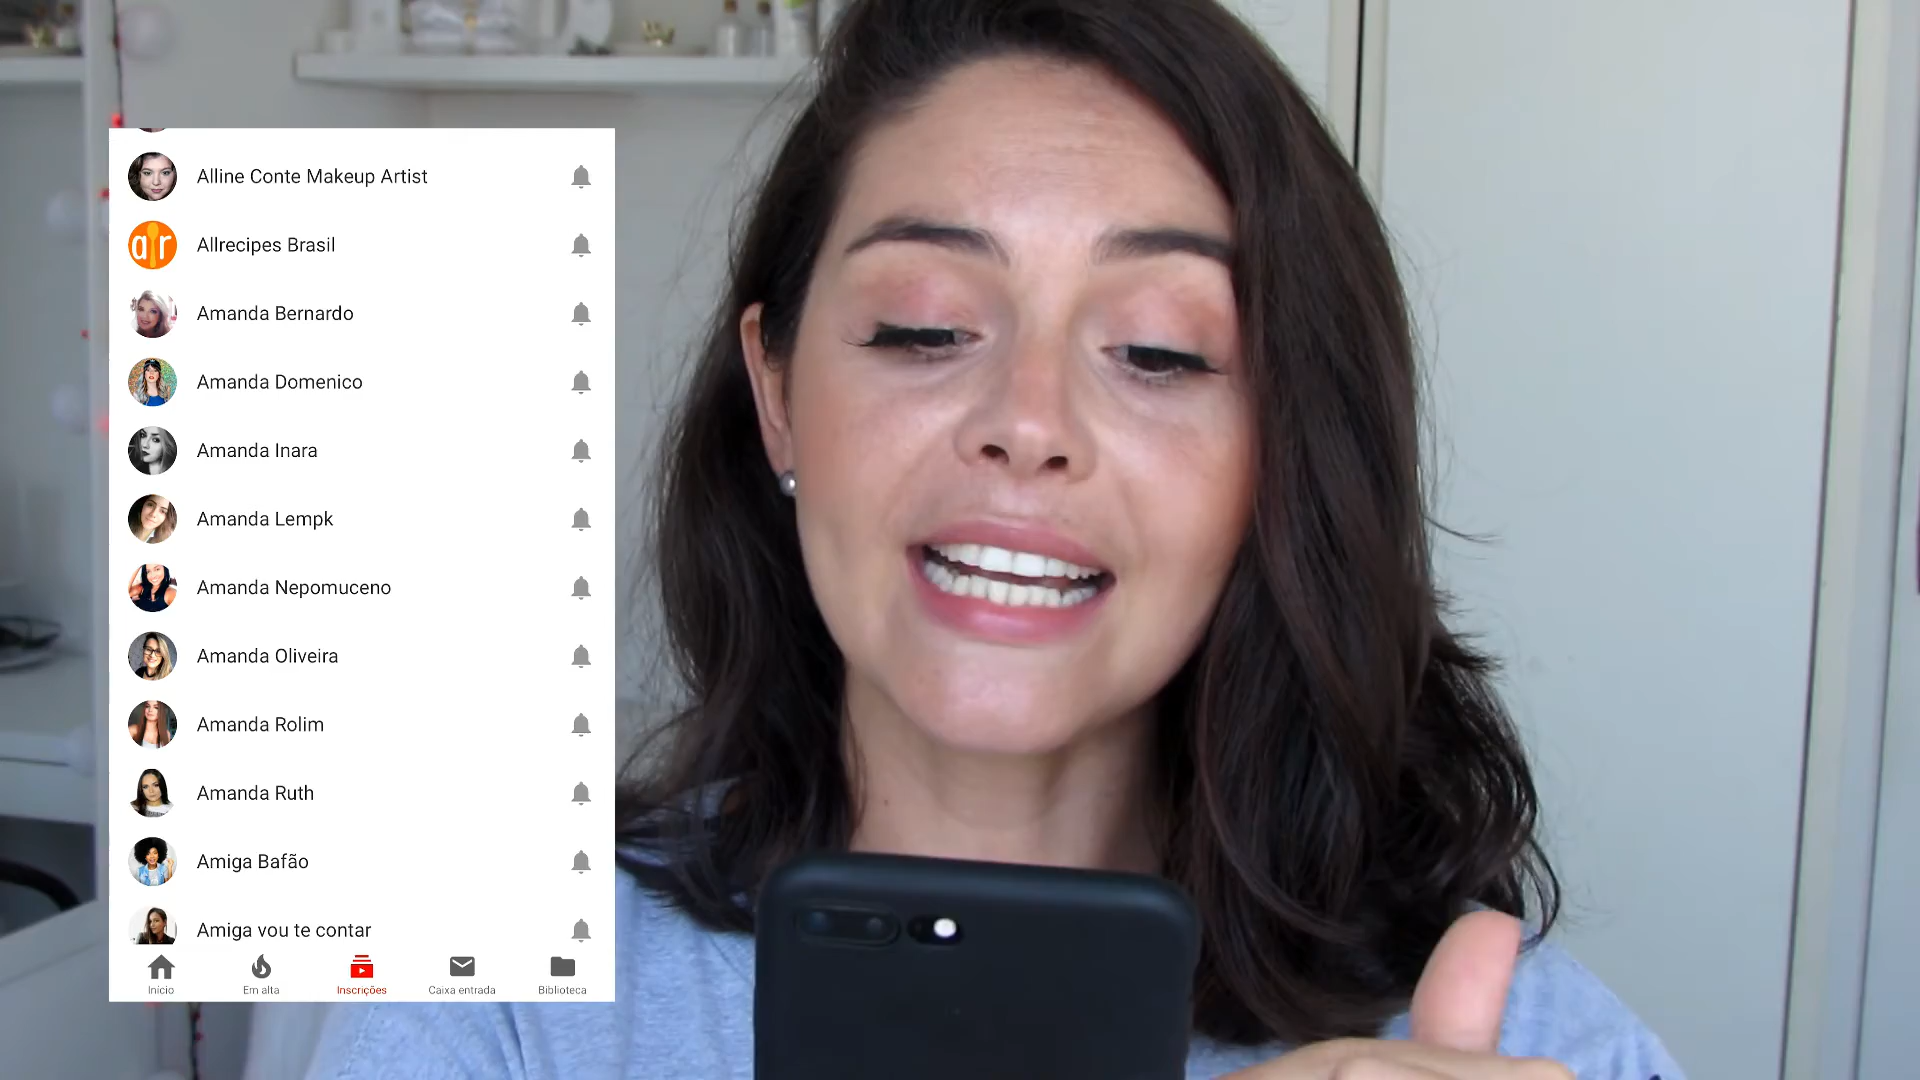 Alline Conte Makeup Artist
ar
Allrecipes Brasil
Amanda Bernardo
Amanda Domenico
Amanda Inara
Amanda Lempk
Amanda Nepomuceno
Amanda Oliveira
Amanda Rolim
Amanda Ruth
Amiga Bafão
Amiga vou te contar
Início
Em alta
Inscrições
Caixa entrada
Biblioteca